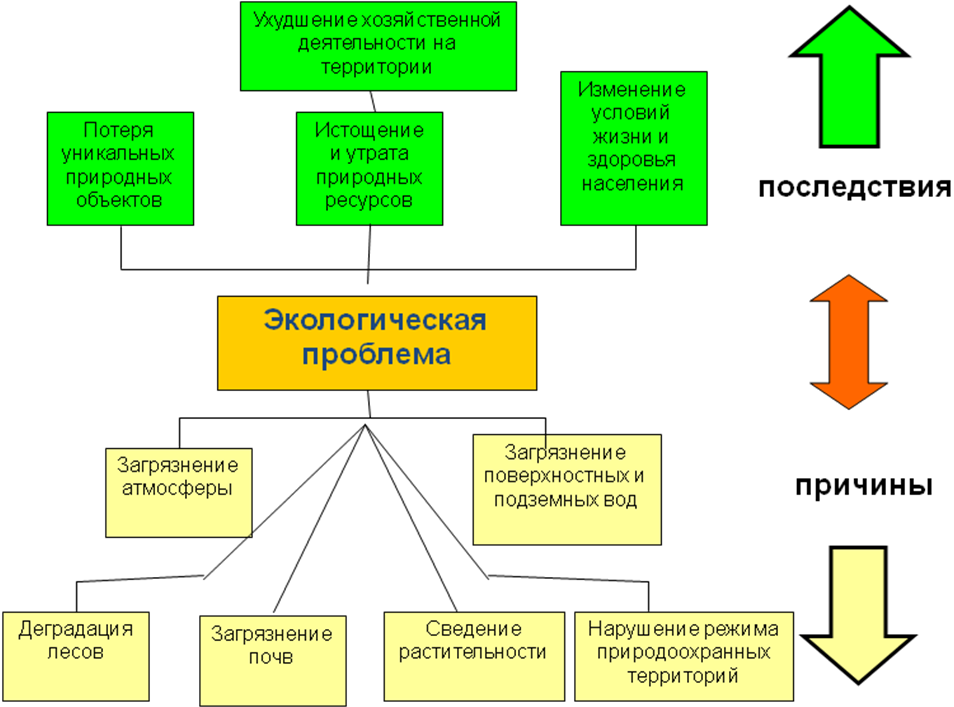 Ухудшение хозяйственной
деятельности на
территории
Потеря
уникальных
природных
объектов
Истощение
и утрата
природных
ресурсов
Изменение
условий
жизни и
здоровья
населения
последствия
Экологическая
проблема
Загрязнение
атмосферы
Загрязнение
поверхностных и
подземных вод
причины
Деградация
лесов
Загрязнение
почв
Сведение
растительности
Нарушение режима
природоохранных
территорий